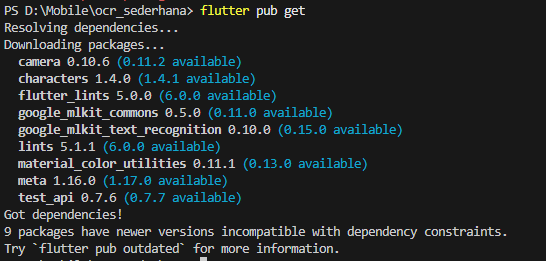 PS D:\Mobile\ocr_sederhana> flutter pub get
Resolving dependencies...
Downloading packages...
camera 0.10.6 (0.11.2 available)
characters 1.4.0 (1.4.1 available)
flutter_lints 5.0.0 (6.0.0 available)
google_mlkit_commons 0.5.0 (0.11.0 available)
google_mlkit_text_recognition 0.10.0 (0.15.0 available)
lints 5.1.1 (6.0.0 available)
material_color_utilities 0.11.1 (0.13.0 available)
meta 1.16.0 (1.17.0 available)
test_api 0.7.6 (0.7.7 available)
Got dependencies!
9 packages have newer versions incompatible with dependency constraints.
Try `flutter pub outdated` for more information.